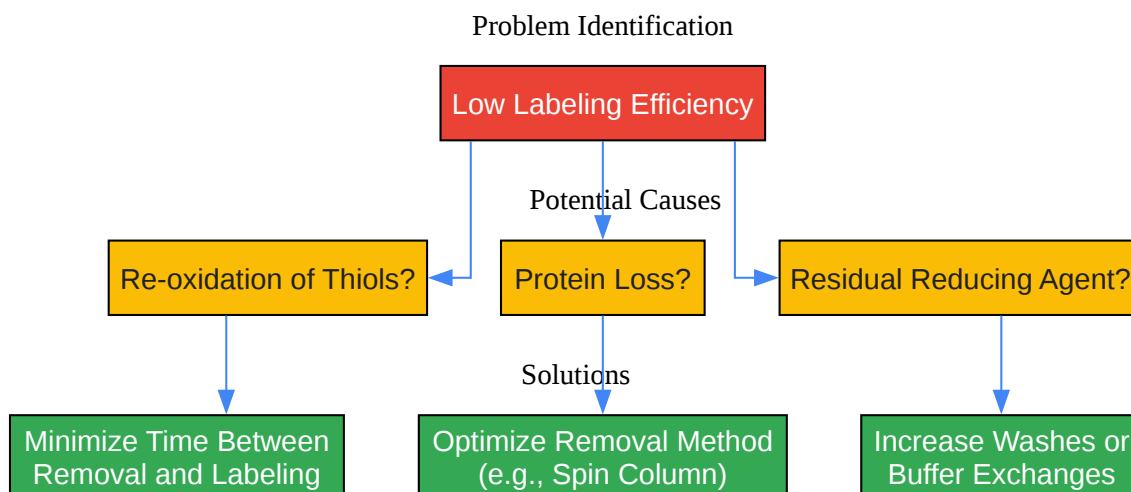 Problem Identification
Low Labeling Efficiency
Potential Causes
Re-oxidation of Thiols?
Protein Loss?
Residual Reducing Agent?
Solutions
Minimize Time Between
Removal and Labeling
Optimize Removal Method
(e.g., Spin Column)
Increase Washes or
Buffer Exchanges